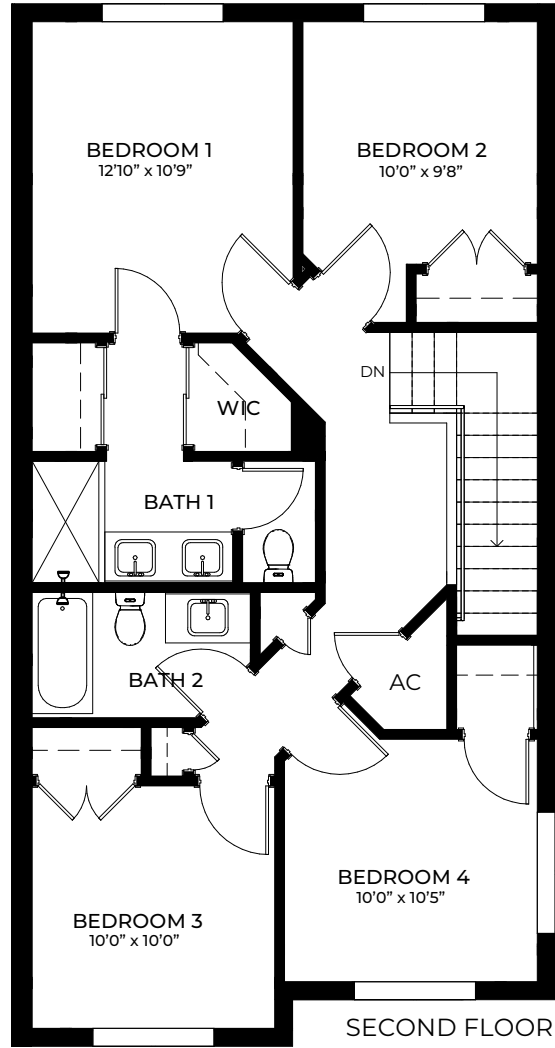 BEDROOM 1
12'10” x 10'9”
BEDROOM 2
10'0” x 9'8”
DN
WIC
BATH 1
BATH 2
AC
BEDROOM 4
10'0” x 10'5”
BEDROOM 3
10'0” x 10'0”
SECOND FLOOR